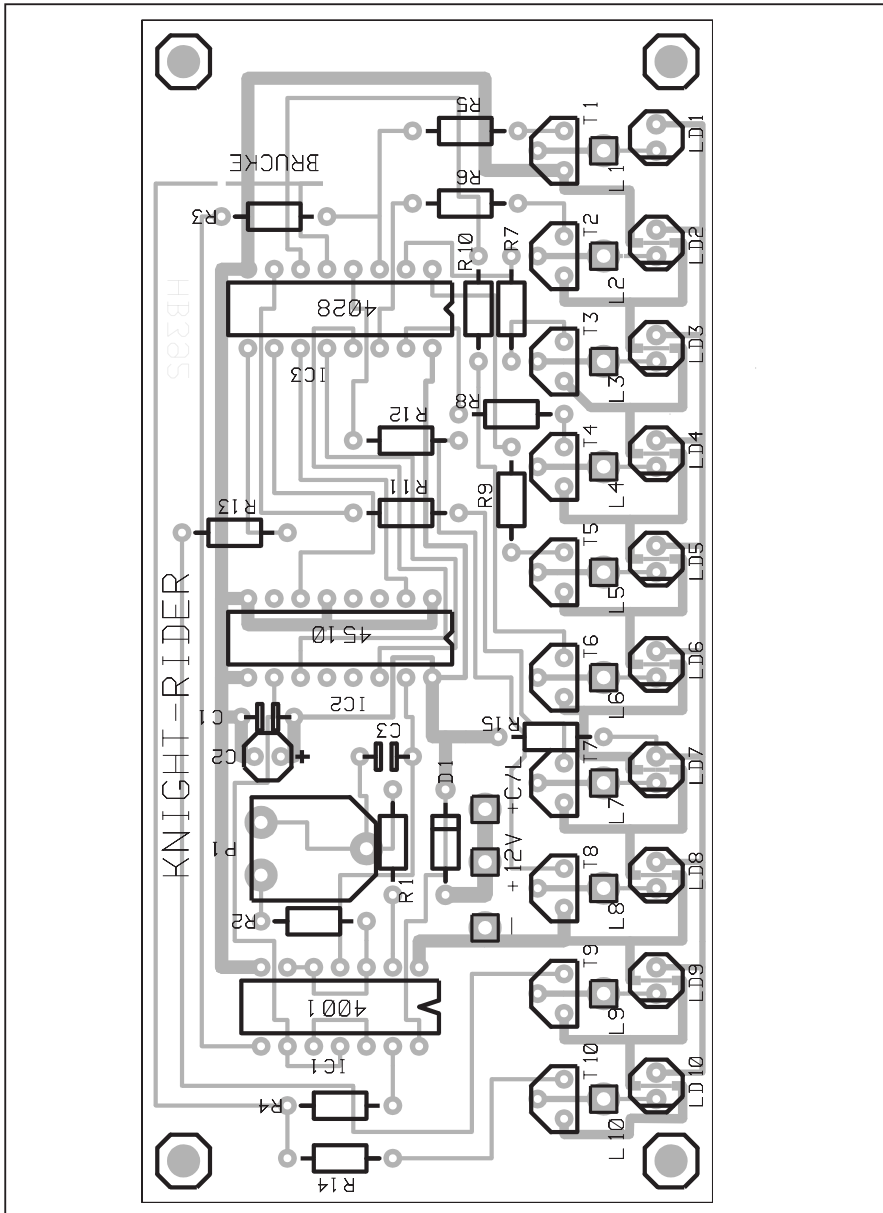 R5
T1
LD1
BRUCKE
L1
R6
R3
T2
LD2
R10
R7
L2
HB392
4028
T3
LD3
IC3
L3
R8
R12
T4
LD4
L4
R11
R9
R13
T5
LD5
L5
KNIGHT-RIDER
4510
T6
LD6
IC2
L6
C1
R15
C2
+
C3
T7
LD7
D1
+C/L
L7
P1
+12V
T8
LD8
R1
R2
L8
-
T9
LD9
4001
L9
IC1
T10
LD10
R4
L10
R14